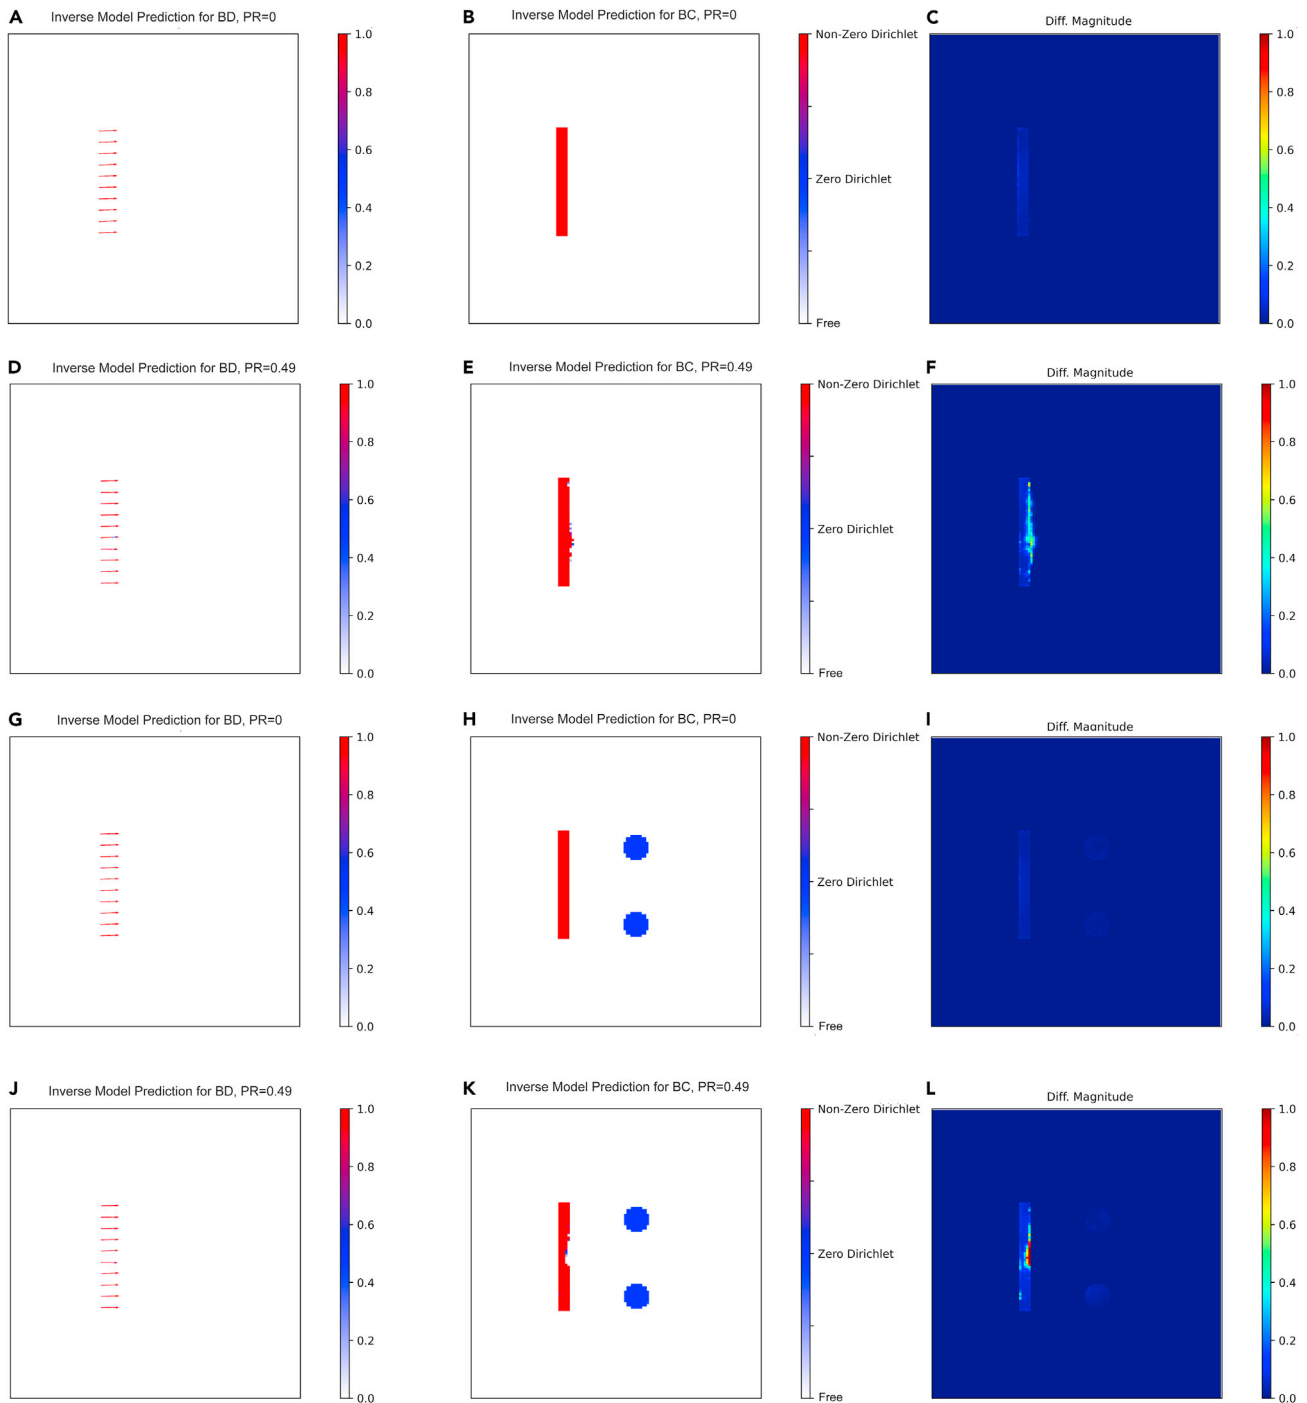 A Inverse Model Prediction for BD, PR=0
1.0
0.8
0.6
0.4
0.2
0.0
B Inverse Model Prediction for BC, PR=0
Non-Zero Dirichlet
Zero Dirichlet
Free
C Diff. Magnitude
1.0
0.8
0.6
0.4
0.2
0.0
D Inverse Model Prediction for BD, PR=0.49
1.0
0.8
0.6
0.4
0.2
0.0
E Inverse Model Prediction for BC, PR=0.49
Non-Zero Dirichlet
Zero Dirichlet
Free
F Diff. Magnitude
1.0
0.8
0.6
0.4
0.2
0.0
G Inverse Model Prediction for BD, PR=0
1.0
0.8
0.6
0.4
0.2
0.0
H Inverse Model Prediction for BC, PR=0
Non-Zero Dirichlet
Zero Dirichlet
Free
I Diff. Magnitude
1.0
0.8
0.6
0.4
0.2
0.0
J Inverse Model Prediction for BD, PR=0.49
1.0
0.8
0.6
0.4
0.2
0.0
K Inverse Model Prediction for BC, PR=0.49
Non-Zero Dirichlet
Zero Dirichlet
Free
L Diff. Magnitude
1.0
0.8
0.6
0.4
0.2
0.0